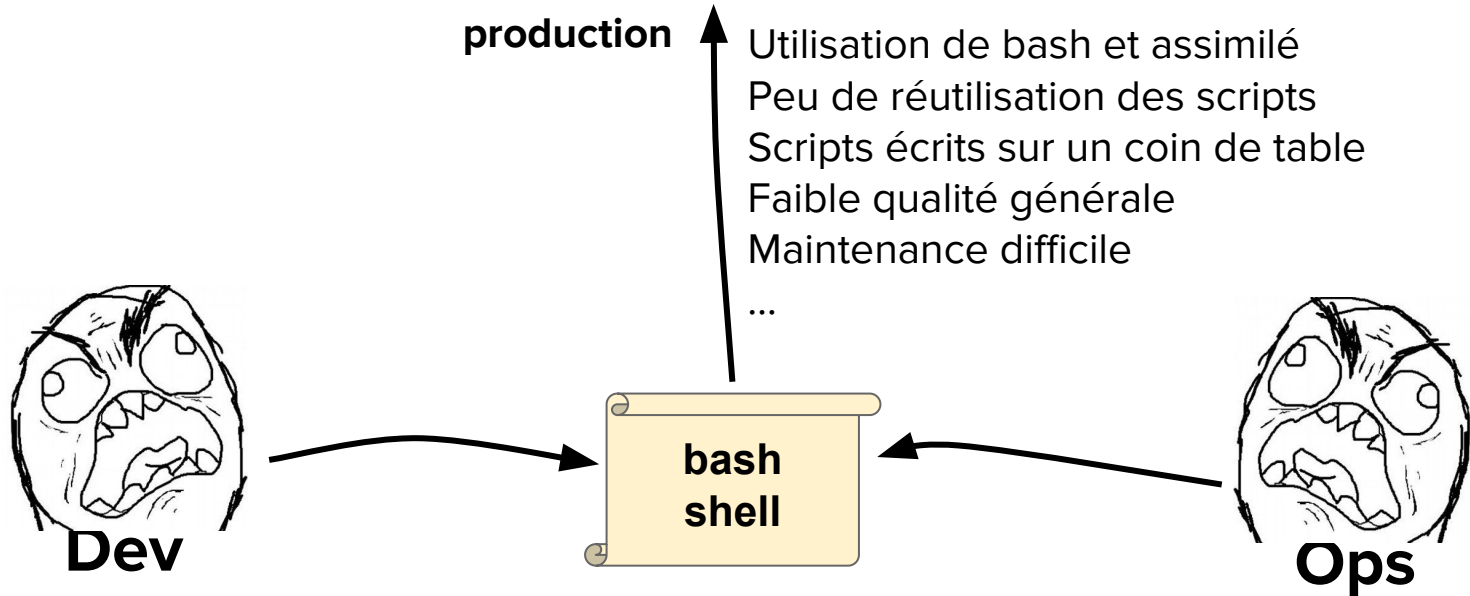 production
Utilisation de bash et assimilé
Peu de réutilisation des scripts
Scripts écrits sur un coin de table
Faible qualité générale
Maintenance difficile
...
bash
shell
Dev
Ops